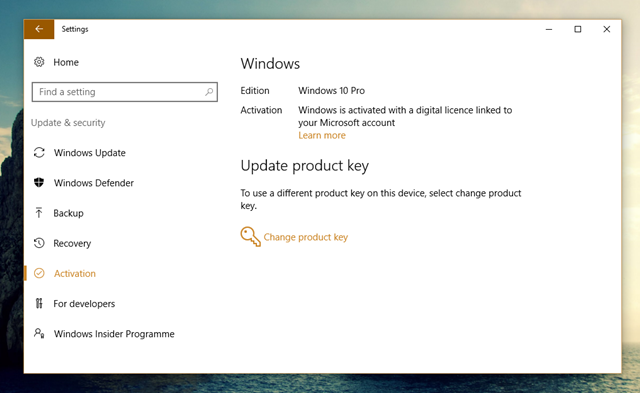 Settings
Home
Find a setting
Update & security
Windows Update
Windows Defender
Backup
Recovery
Activation
For developers
Windows Insider Programme
Windows
Edition Windows 10 Pro
Activation Windows is activated with a digital licence linked to
your Microsoft account
Learn more
Update product key
To use a different product key on this device, select change product
key.
Change product key